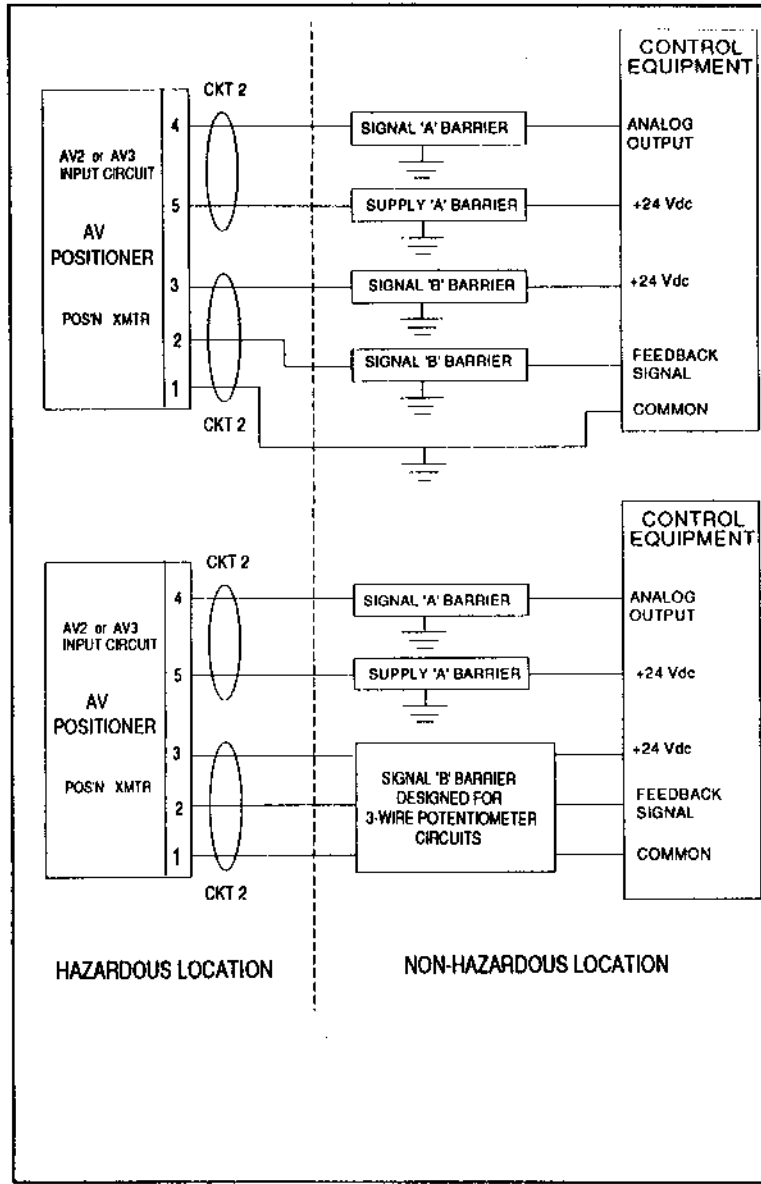 CONTROL
EQUIPMENT
CKT 2
4
SIGNAL 'A' BARRIER
ANALOG
OUTPUT
AV2 or AV3
INPUT CIRCUIT
5
SUPPLY 'A' BARRIER
+24 Vdc
AV
POSITIONER
3
SIGNAL 'B' BARRIER
+24 Vdc
POS'N XMTR
2
SIGNAL 'B' BARRIER
FEEDBACK
SIGNAL
1
COMMON
CKT 2
CONTROL
EQUIPMENT
CKT 2
4
SIGNAL 'A' BARRIER
ANALOG
OUTPUT
AV2 or AV3
INPUT CIRCUIT
5
SUPPLY 'A' BARRIER
+24 Vdc
AV
POSITIONER
3
+24 Vdc
POS'N XMTR
2
SIGNAL 'B' BARRIER
DESIGNED FOR
3-WIRE POTENTIOMETER
CIRCUITS
FEEDBACK
SIGNAL
1
COMMON
CKT 2
HAZARDOUS LOCATION
NON-HAZARDOUS LOCATION